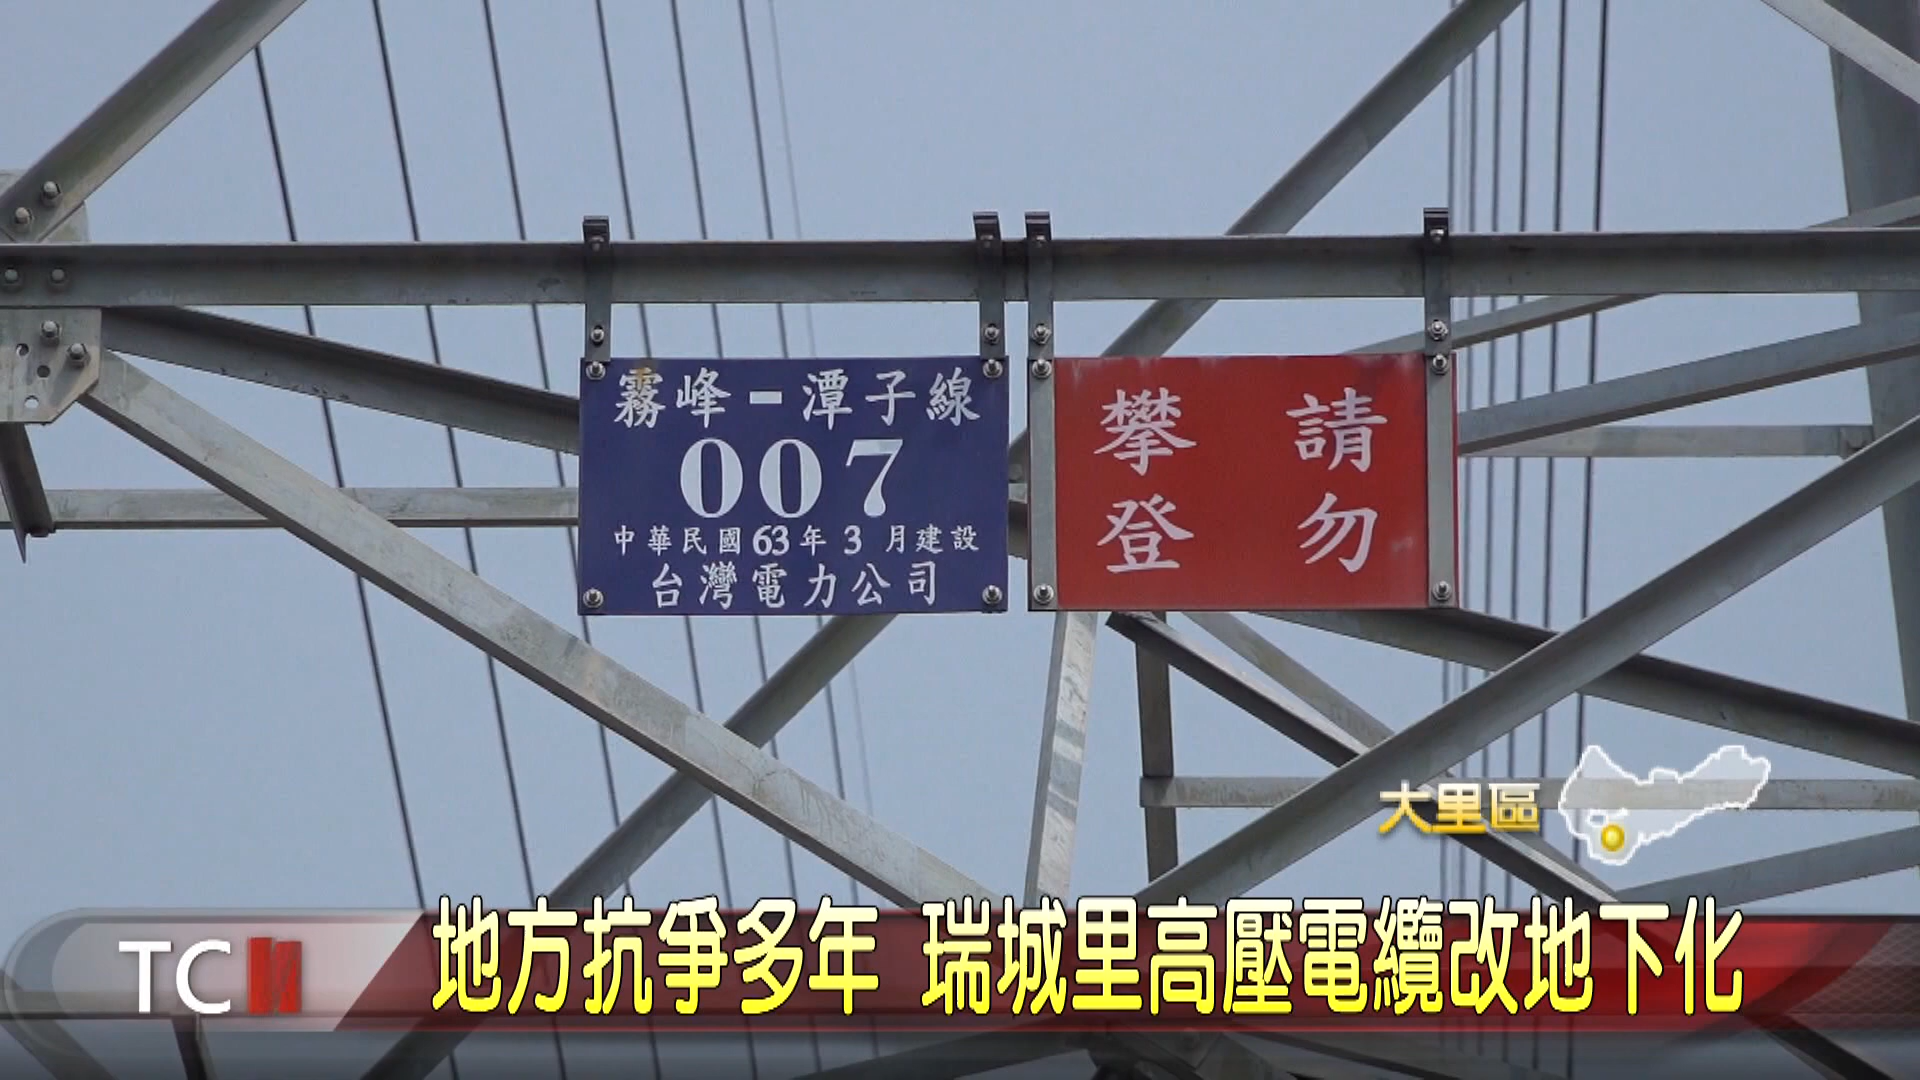 霧峰-潭子線
007
中華民國63年3月建設
台灣電力公司
請勿
攀登
大里區
TCN
地方抗爭多年 瑞城里高壓電纜改地下化